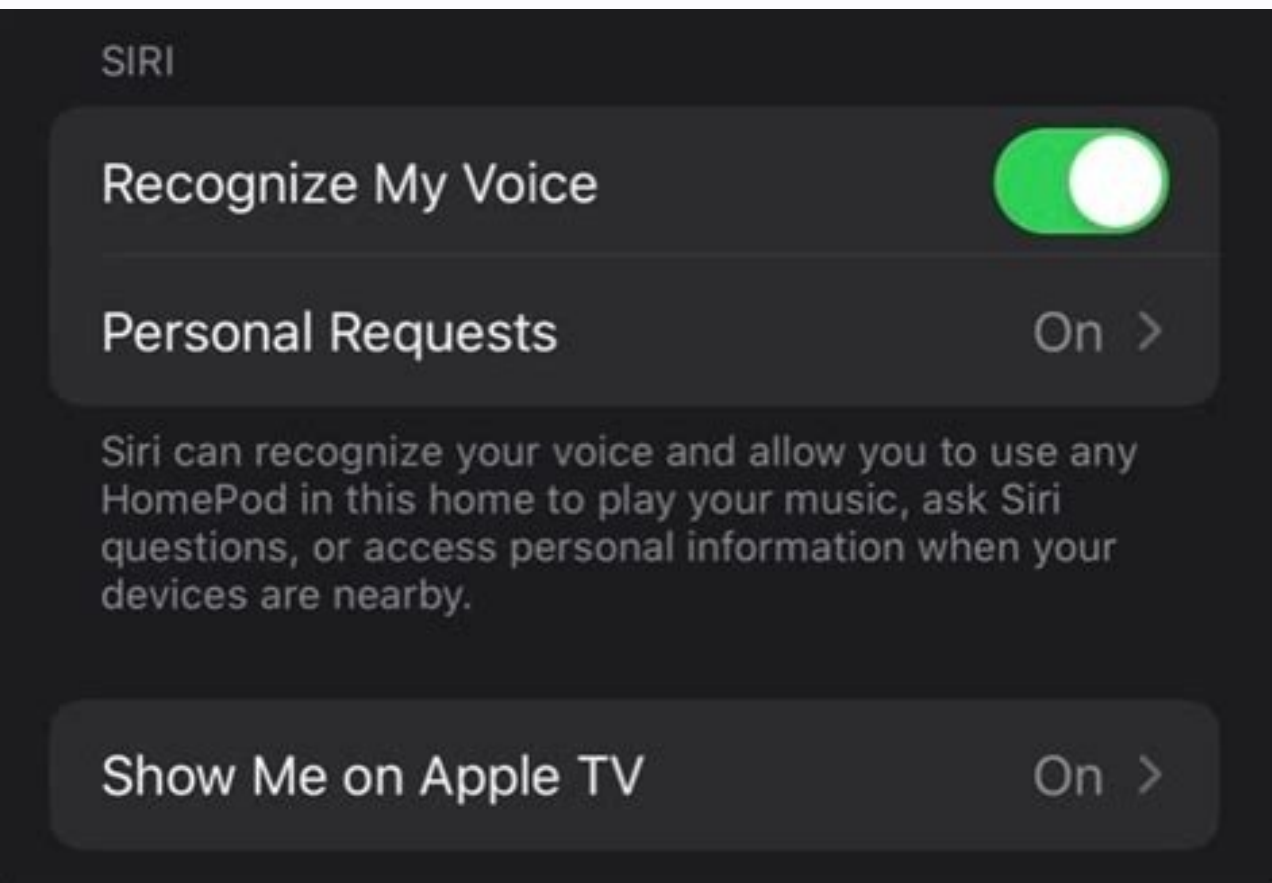 SIRI
Recognize My Voice
Personal Requests On
Siri can recognize your voice and allow you to use any
HomePod in this home to play your music, ask Siri
questions, or access personal information when your
devices are nearby.
Show Me on Apple TV On